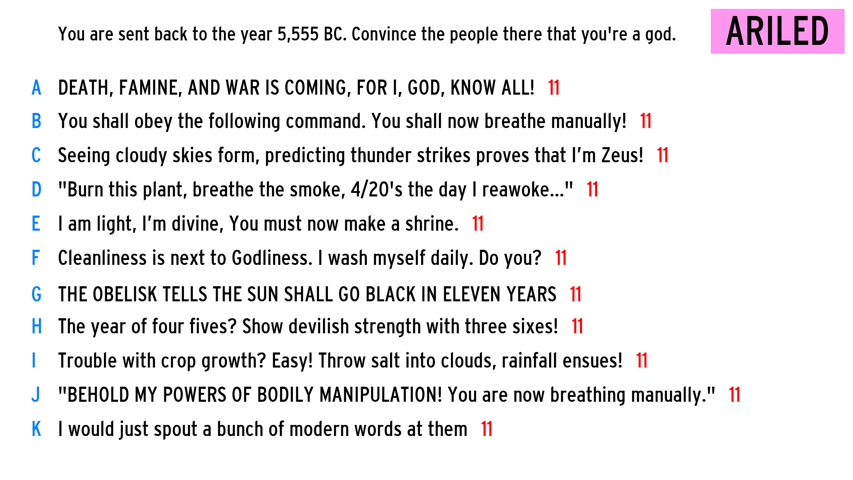 You are sent back to the year 5,555 BC. Convince the people there that you're a god.
ARILED
A DEATH, FAMINE, AND WAR IS COMING, FOR I, GOD, KNOW ALL! 11
B You shall obey the following command. You shall now breathe manually! 11
C Seeing cloudy skies form, predicting thunder strikes proves that I'm Zeus! 11
D "Burn this plant, breathe the smoke, 4/20's the day I reawoke..." 11
E I am light, I'm divine, You must now make a shrine. 11
F Cleanliness is next to Godliness. I wash myself daily. Do you? 11
G THE OBELISK TELLS THE SUN SHALL GO BLACK IN ELEVEN YEARS 11
H The year of four fives? Show devilish strength with three sixes! 11
I Trouble with crop growth? Easy! Throw salt into clouds, rainfall ensues! 11
J "BEHOLD MY POWERS OF BODILY MANIPULATION! You are now breathing manually." 11
K I would just spout a bunch of modern words at them 11